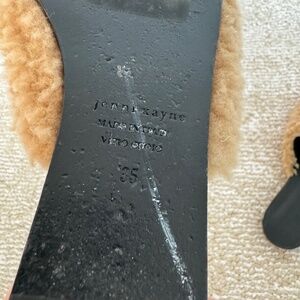 jenni kayne
MADE IN ITALY
VERO CUOIO
35